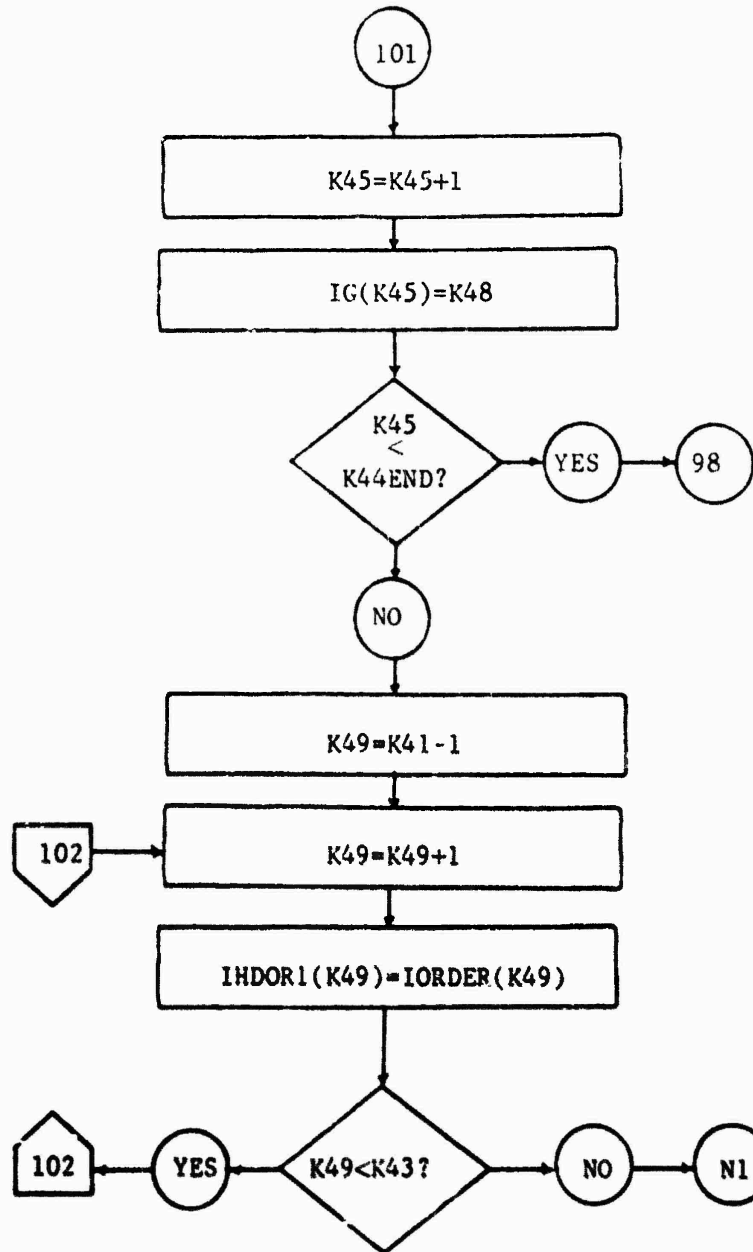 101
K45=K45+1
IG(K45)=K48
K45
<
K44END?
YES
98
NO
K49=K41-1
102
K49=K49+1
IHDOR1(K49)=IORDER(K49)
102
YES
K49<K43?
NO
N1